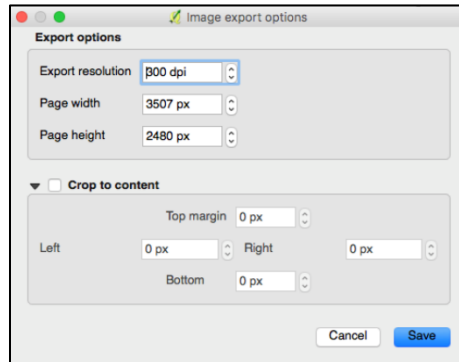 Image export options
Export options
Export resolution 300 dpi
Page width 3507 px
Page height 2480 px
Crop to content
Top margin 0 px
Left 0 px Right 0 px
Bottom 0 px
Cancel Save